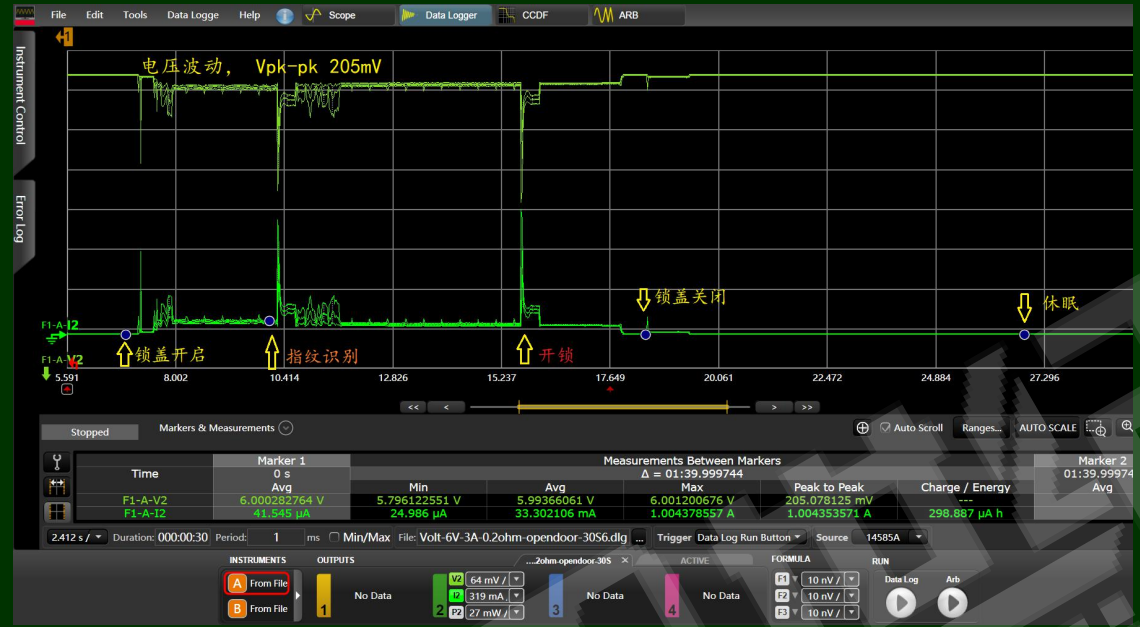 File Edit Tools Data Logge Help Scope Data Logger CCDF ARB
Instrument Control
Error Log
1
电压波动， Vpk-pk 205mV
锁盖关闭
休眠
F1-A-I2
锁盖开启
指纹识别
开锁
F1-A-V2
5.591 8.002 10.414 12.826 15.237 17.649 20.061 22.472 24.884 27.296
<< < > >>
Stopped Markers & Measurements Auto Scroll Ranges... AUTO SCALE
Marker 1 Measurements Between Markers Marker 2
Time 0 s Δ = 01:39.999744 01:39.99974
Avg Min Avg Max Peak to Peak Charge / Energy Avg
F1-A-V2 6.000282764 V 5.796122551 V 5.99366061 V 6.001200676 V 205.078125 mV ---
F1-A-I2 41.545 µA 24.986 µA 33.302106 mA 1.004378557 A 1.004353571 A 298.887 µA h
2.412 s / Duration: 000:00:30 Period: 1 ms Min/Max File: Volt-6V-3A-0.2ohm-opendoor-30S6.dlg ... Trigger Data Log Run Button Source 14585A
INSTRUMENTS OUTPUTS ....2ohm-opendoor-30S × ACTIVE FORMULA RUN
A From File V2 64 mV / F1 10 nV / Data Log Arb
1 No Data 2 I2 319 mA 3 No Data 4 No Data F2 10 nV /
B From File P2 27 mW / F3 10 nV /